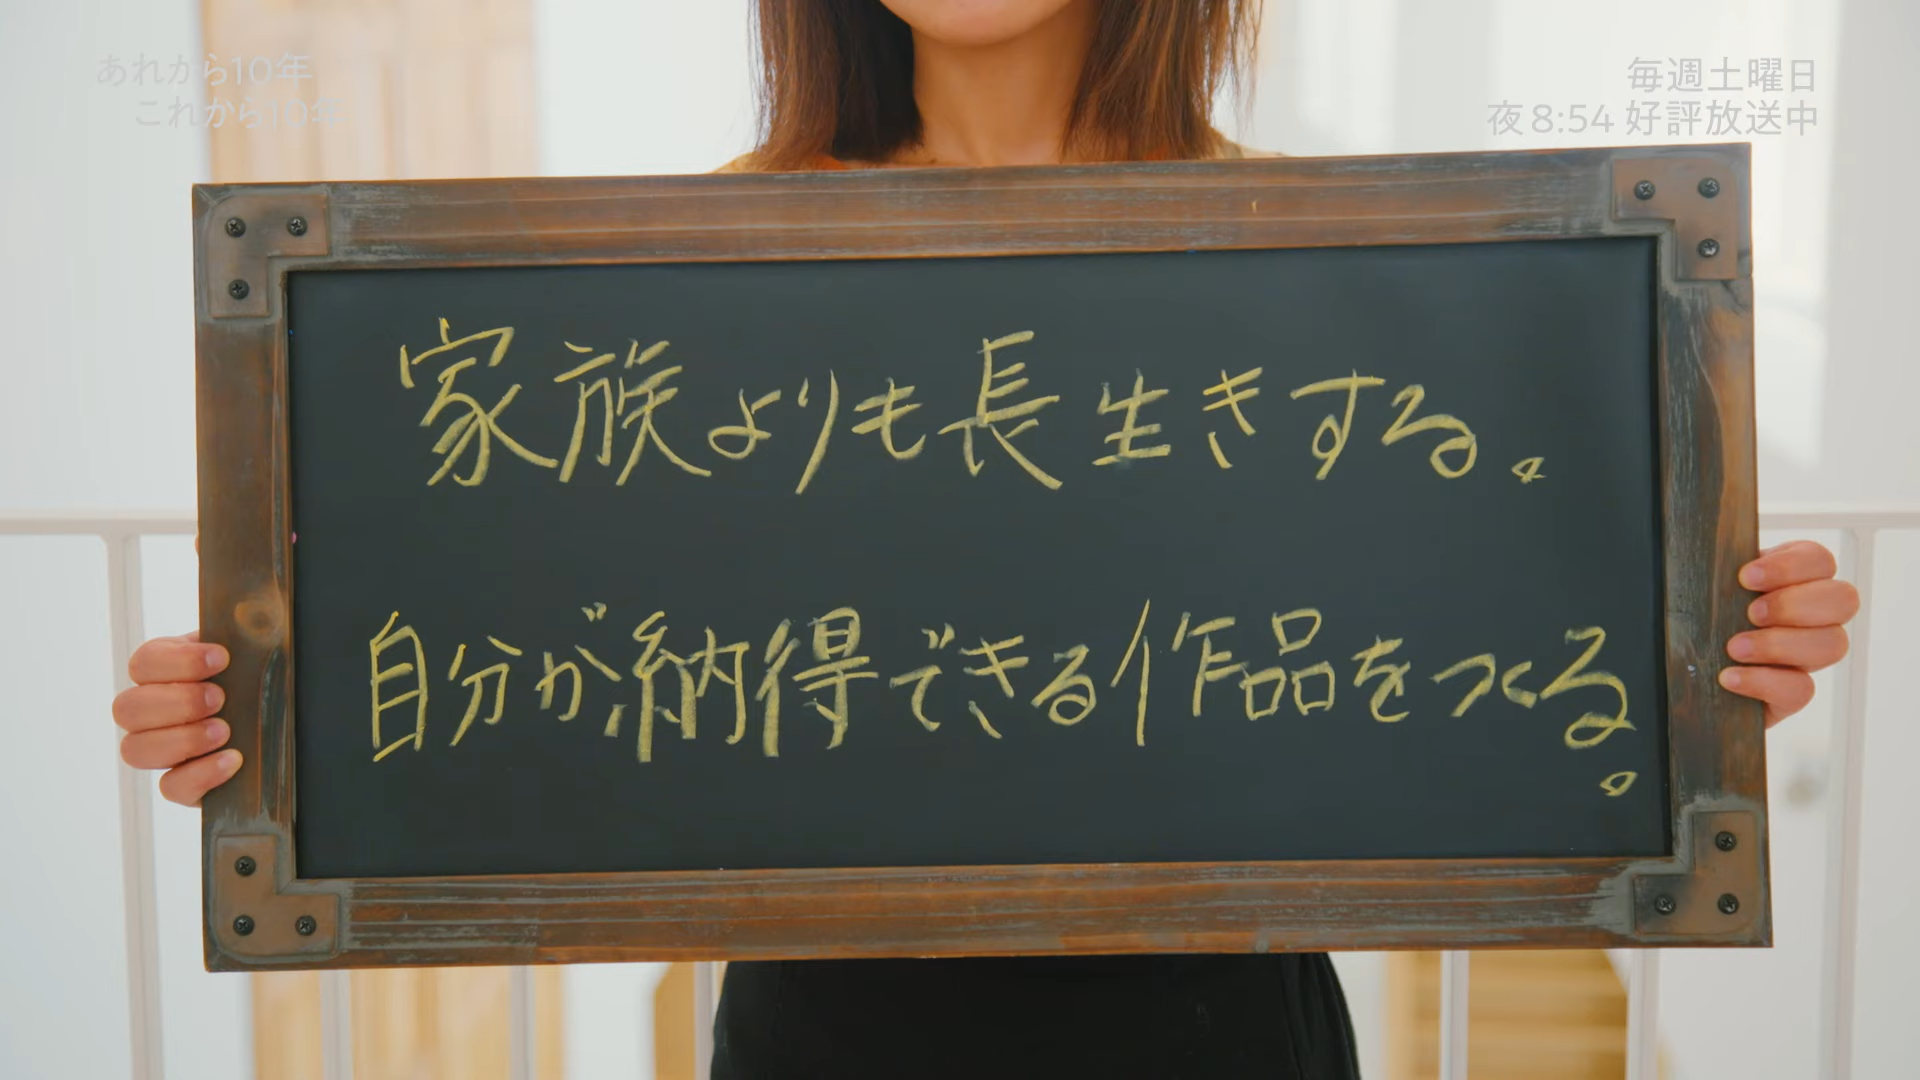 あれから10年
これから10年
毎週土曜日
夜8:54 好評放送中
家族よりも長生きする。
自分が納得できる作品をつくる。